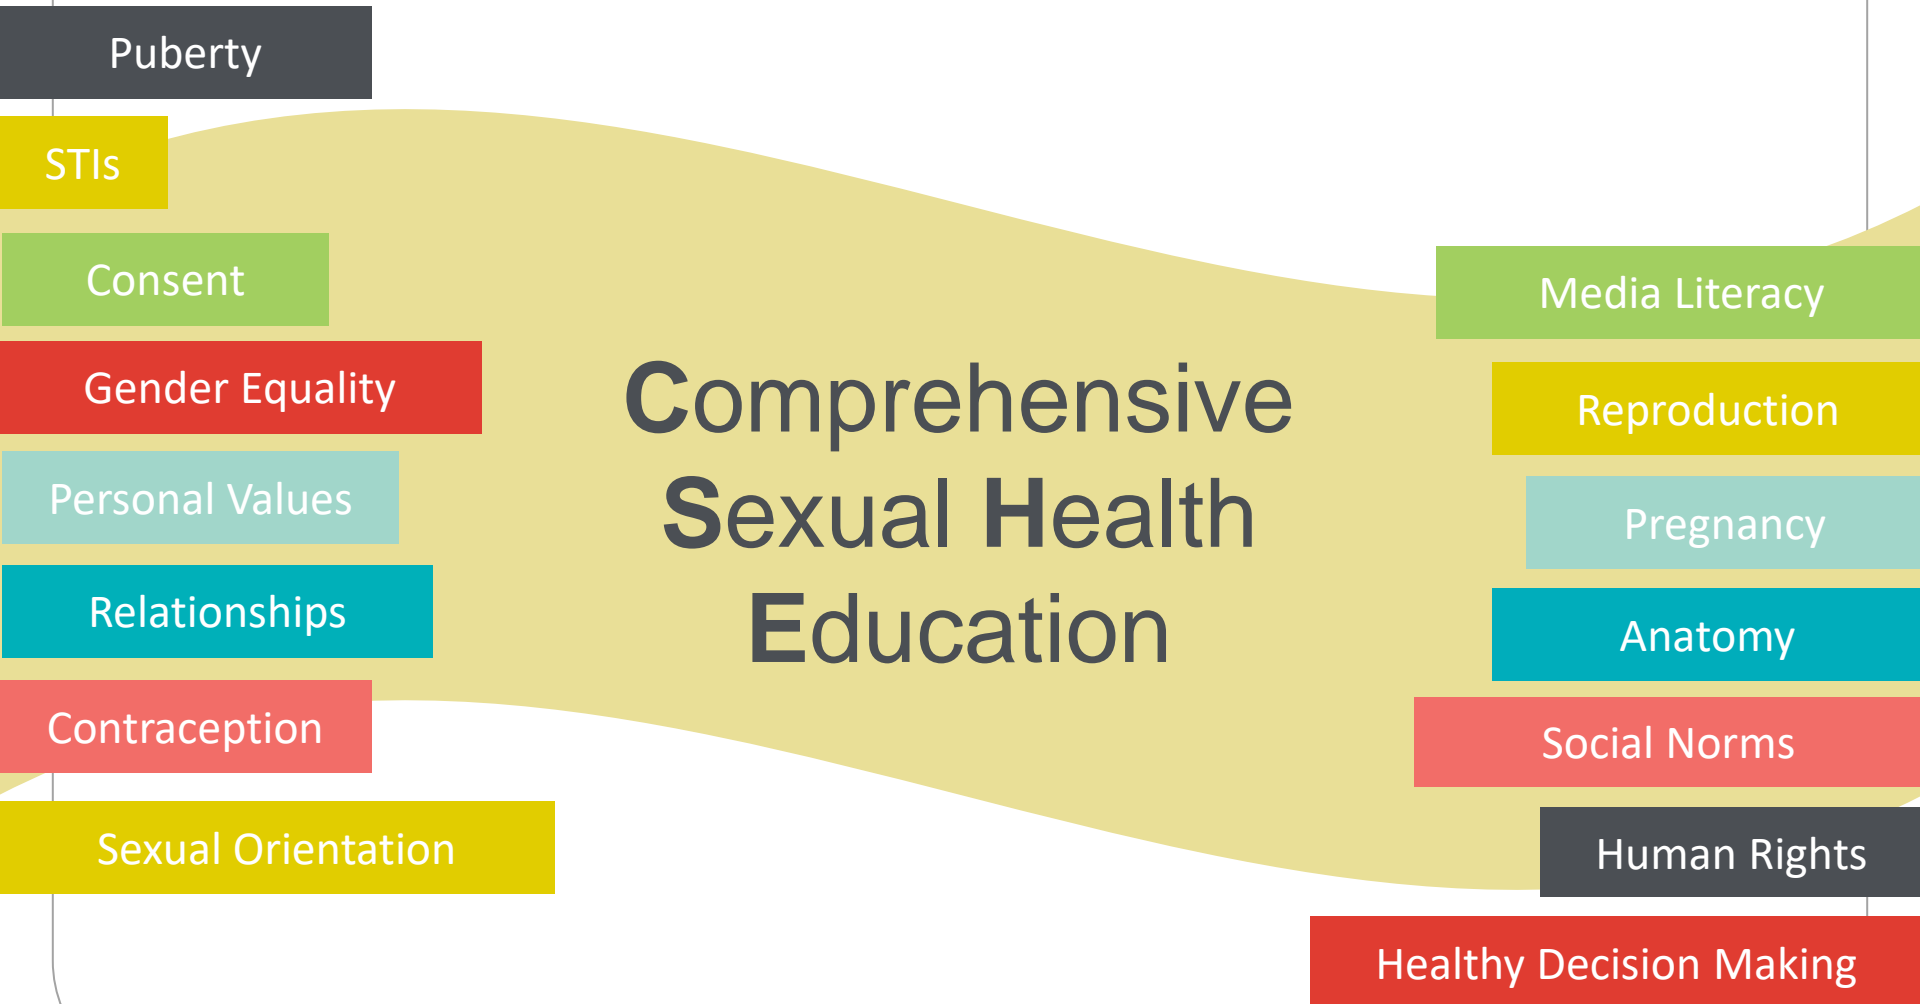 Puberty
STIs
Consent
Gender Equality
Personal Values
Relationships
Contraception
Sexual Orientation
Comprehensive
Sexual Health
Education
Media Literacy
Reproduction
Pregnancy
Anatomy
Social Norms
Human Rights
Healthy Decision Making